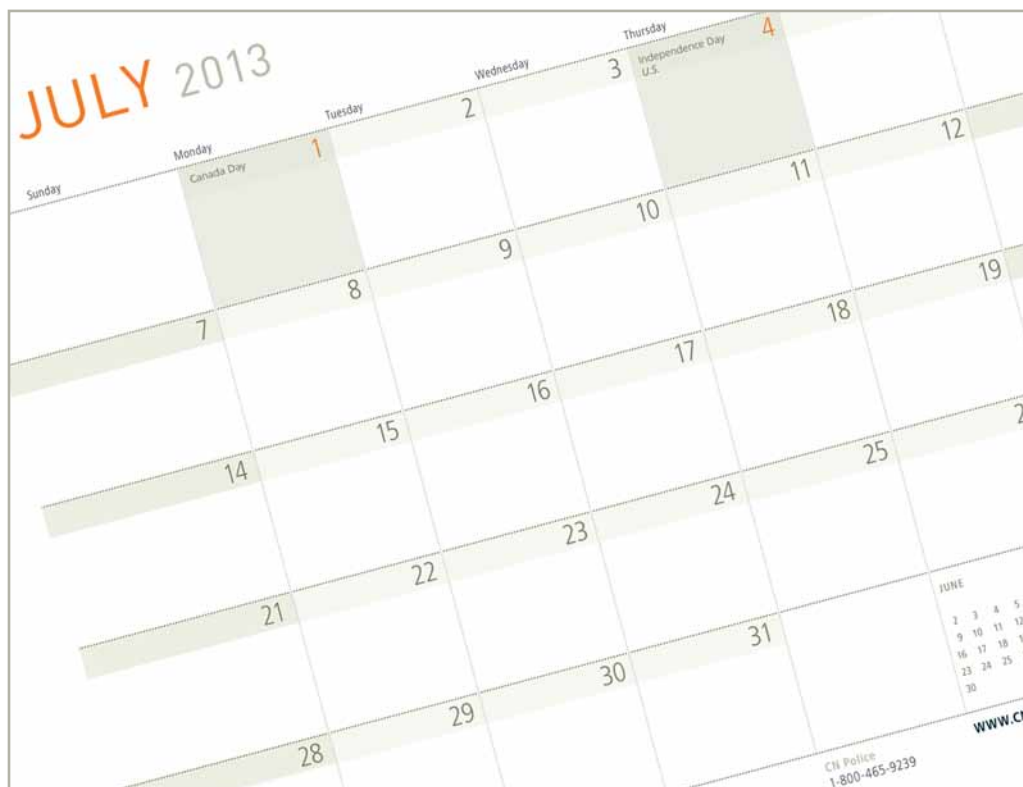 JULY 2013
Sunday Monday Tuesday Wednesday Thursday
Canada Day 1 2 3 Independence Day 4
U.S.
7 8 9 10 11 12
14 15 16 17 18 19
21 22 23 24 25
28 29 30 31
JUNE
2 3 4 5
9 10 11 12
16 17 18
23 24 25
30
CN Police
1-800-465-9239